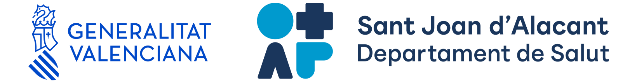 GENERALITAT
VALENCIANA
Sant Joan d'Alacant
Departament de Salut